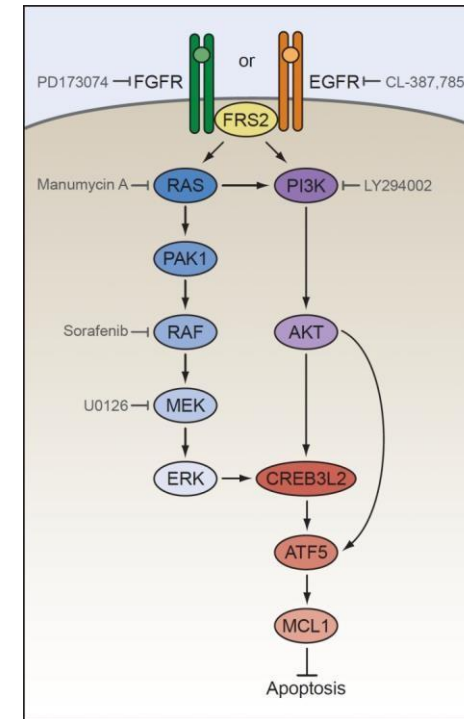 or
PD173074
FGFR
EGFR
CL-387,785
FRS2
Manumycin A
RAS
PI3K
LY294002
PAK1
Sorafenib
RAF
AKT
U0126
MEK
ERK
CREB3L2
ATF5
MCL1
Apoptosis